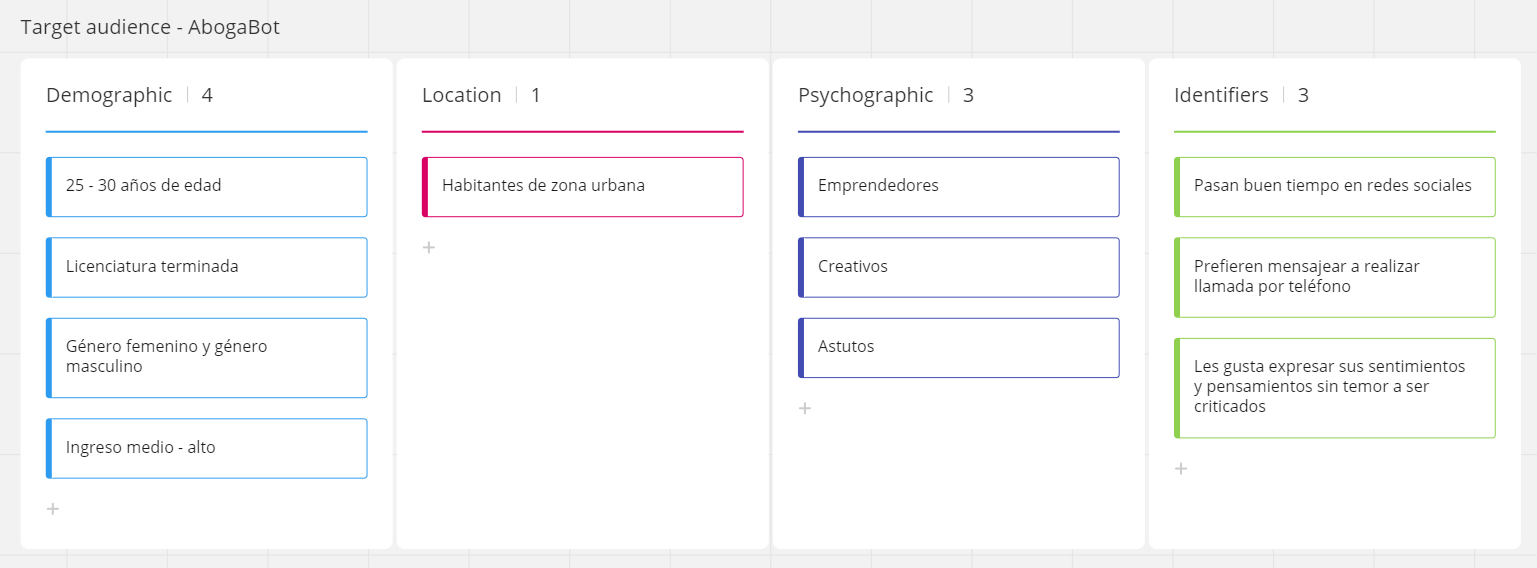 Target audience - AbogaBot
Demographic | 4
25 - 30 años de edad
Licenciatura terminada
Género femenino y género
masculino
Ingreso medio - alto
+
Location | 1
Habitantes de zona urbana
+
Psychographic | 3
Emprendedores
Creativos
Astutos
+
Identifiers | 3
Pasan buen tiempo en redes sociales
Prefieren mensajear a realizar
llamada por teléfono
Les gusta expresar sus sentimientos
y pensamientos sin temor a ser
criticados
+